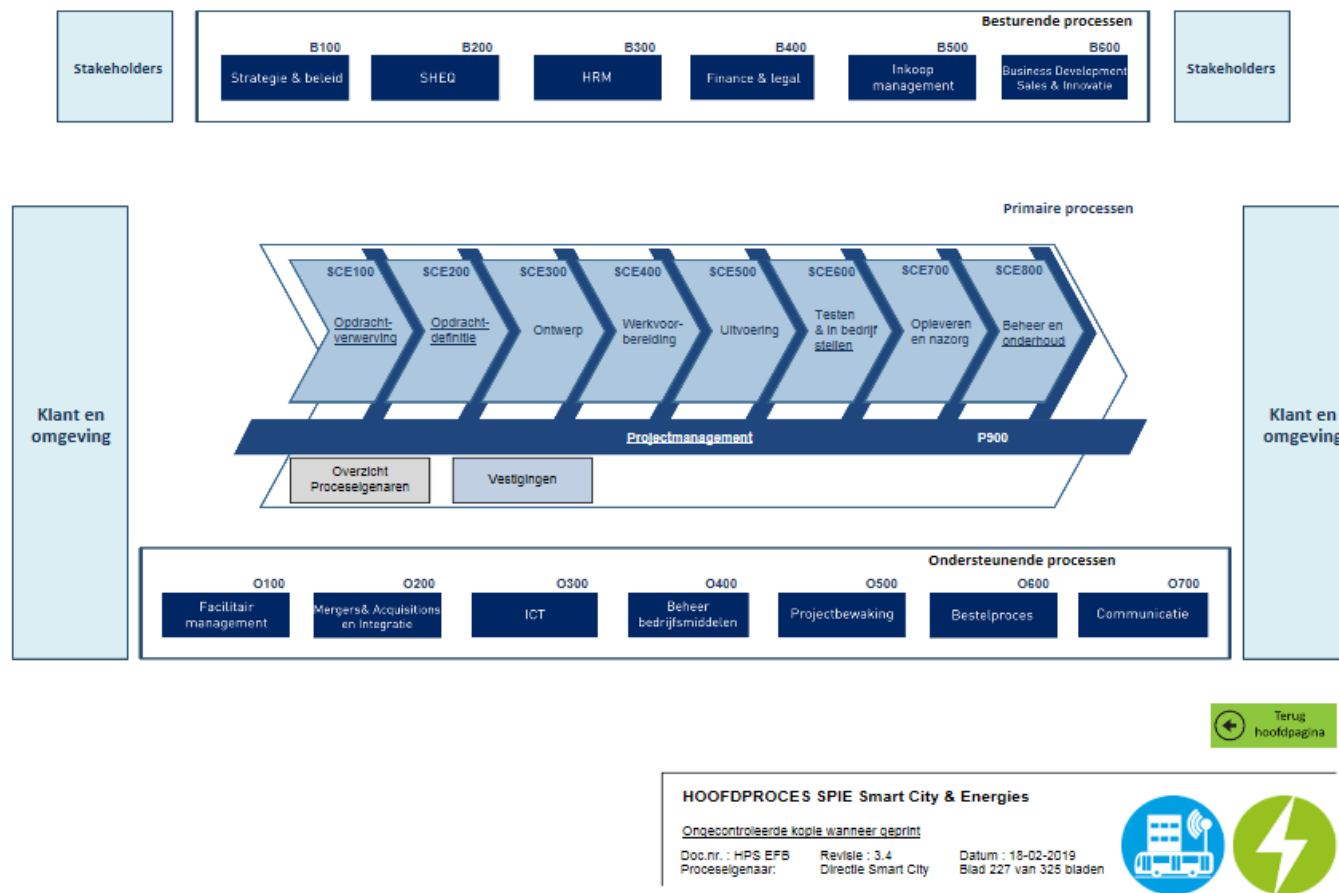 Besturende processen
Stakeholders
B100
B200
B300
B400
B500
B600
Strategie & beleid
SHEQ
HRM
Finance & legal
Inkoop
management
Business Development
Sales & Innovatie
Stakeholders
Primaire processen
Klant en
omgeving
SCE100
SCE200
SCE300
SCE400
SCE500
SCE600
SCE700
SCE800
Opdracht-
verwerving
Opdracht-
definitie
Ontwerp
Werkvoor-
bereiding
Uitvoering
Testen
& in bedrijf
stellen
Opleveren
en nazorg
Beheer en
onderhoud
Klant en
omgeving
Projectmanagement
P900
Overzicht
Proceseigenaren
Vestigingen
Ondersteunende processen
O100
O200
O300
O400
O500
O600
O700
Facilitair
management
Mergers& Acquisitions
en Integratie
ICT
Beheer
bedrijfsmiddelen
Projectbewaking
Bestelproces
Communicatie
Terug
hoofdpagina
HOOFDPROCES SPIE Smart City & Energies
Ongecontroleerde kopie wanneer geprint
Doc.nr. : HPS EFB Revisie : 3.4 Datum : 18-02-2019
Proceseigenaar: Directie Smart City Blad 227 van 325 bladen